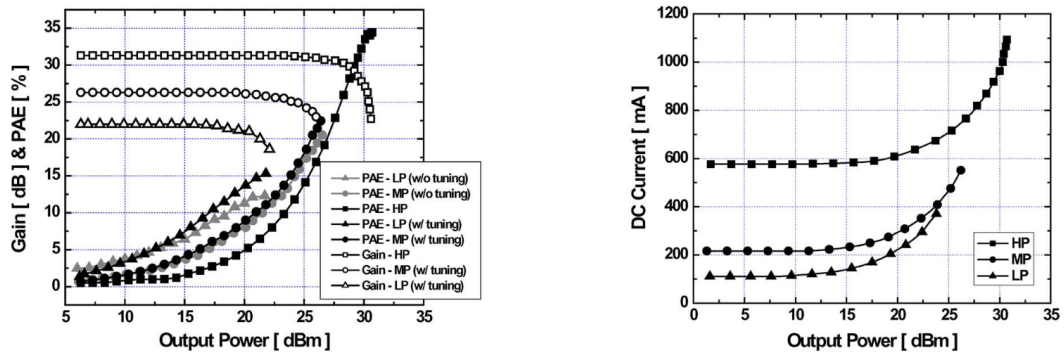 Gain [ dB ] & PAE [ % ]
35
30
25
20
15
10
5
0
5 10 15 20 25 30 35
Output Power [ dBm ]
PAE - LP (w/o tuning)
PAE - MP (w/o tuning)
PAE - HP
PAE - LP (w/ tuning)
PAE - MP (w/ tuning)
Gain - HP
Gain - MP (w/ tuning)
Gain - LP (w/ tuning)
DC Current [ mA ]
1200
1000
800
600
400
200
0
0 5 10 15 20 25 30 35
Output Power [ dBm ]
HP
MP
LP